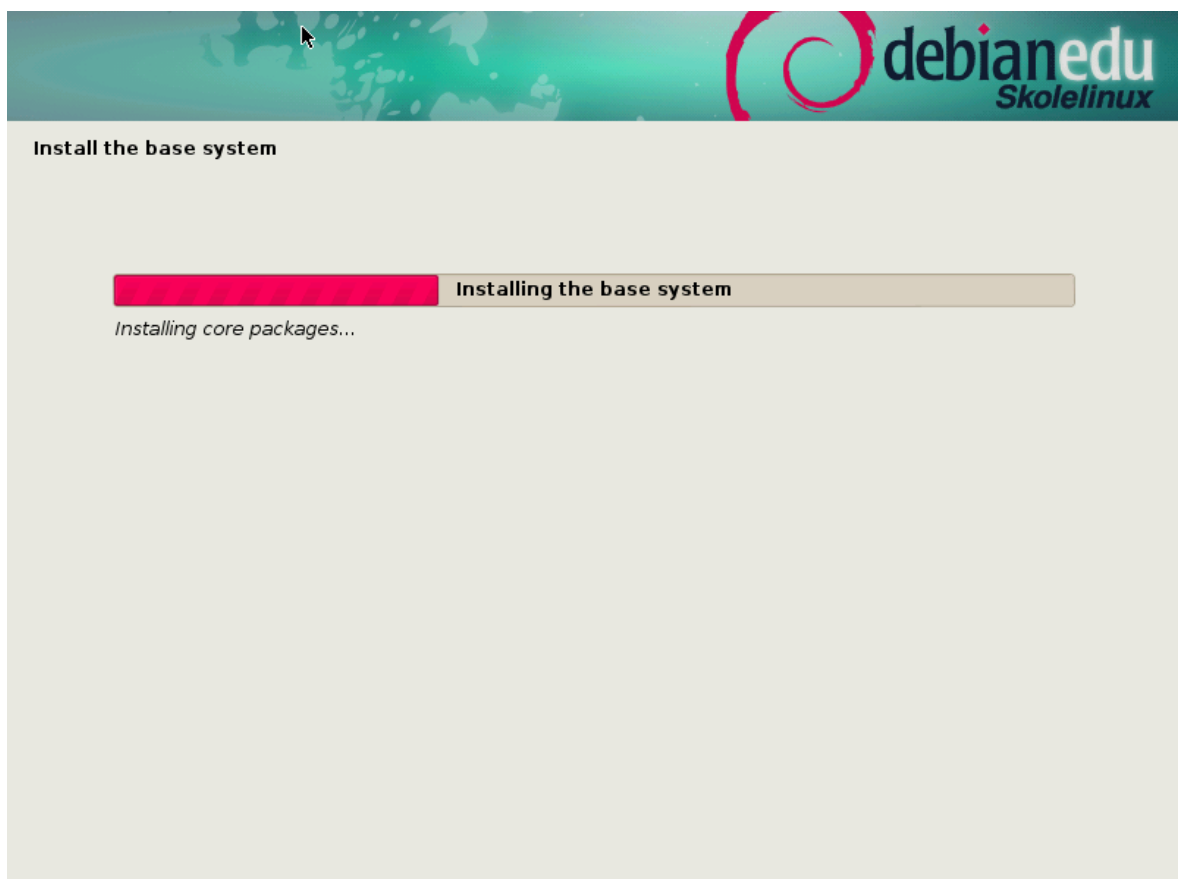 debianedu
Skolelinux
Install the base system
Installing the base system
Installing core packages...